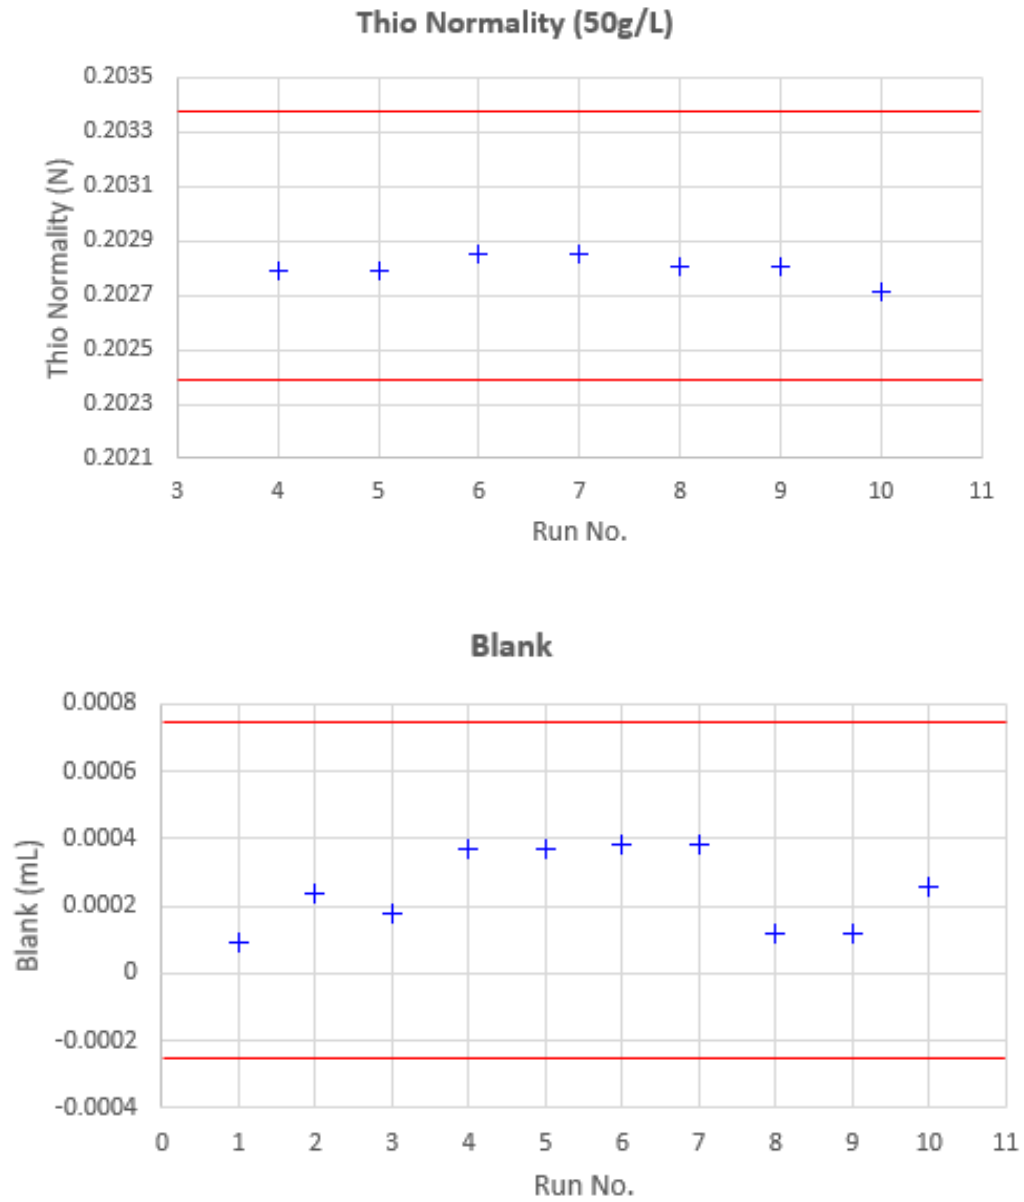 Thio Normality (50g/L)
0.2035
0.2033
0.2031
0.2029
0.2027
0.2025
0.2023
0.2021
Thio Normality (N)
3 4 5 6 7 8 9 10 11
Run No.
Blank
0.0008
0.0006
0.0004
0.0002
0
-0.0002
-0.0004
Blank (mL)
0 1 2 3 4 5 6 7 8 9 10 11
Run No.